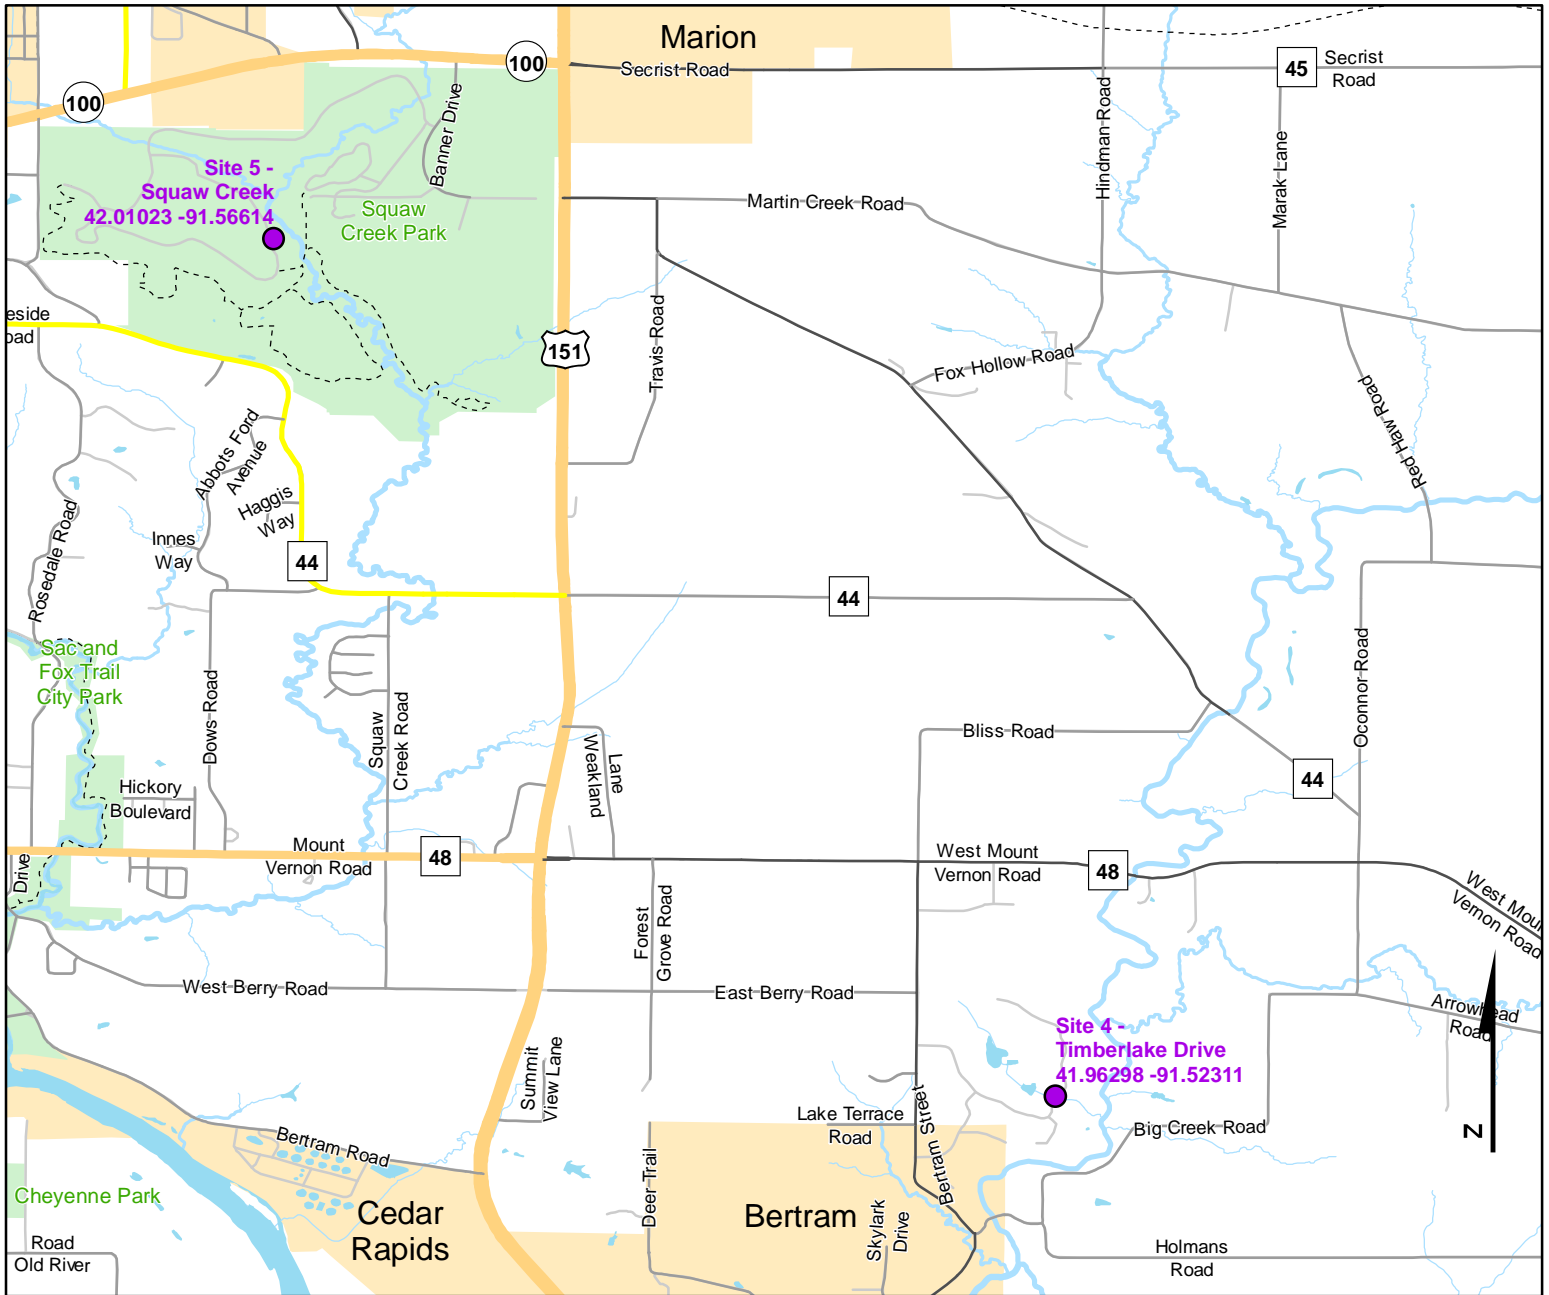 Marion
100
100
Secrist Road
45
Secrist
Road
Banner Drive
Hindman Road
Marak Lane
Site 5 -
Squaw Creek
42.01023 -91.56614
Squaw
Creek Park
Martin Creek Road
eside
oad
151
Travis Road
Fox Hollow Road
Red Haw Road
Abbots Ford
Avenue
Haggis
Way
Innes
Way
Rosedale Road
44
44
Sac and
Fox Trail
City Park
Dows Road
Squaw
Creek Road
Weakland
Lane
Bliss Road
Oconnor Road
44
Hickory
Boulevard
Mount
Vernon Road
48
West Mount
Vernon Road
48
West Moun
Vernon Road
Drive
Forest
Grove Road
West Berry Road
East Berry Road
Arrowhead
Road
Site 4 -
Timberlake Drive
41.96298 -91.52311
Summit
View Lane
Lake Terrace
Road
Bertram Street
Big Creek Road
N
Bertram Road
Deer Trail
Cheyenne Park
Cedar
Rapids
Bertram
Skylark
Drive
Road
Old River
Holmans
Road